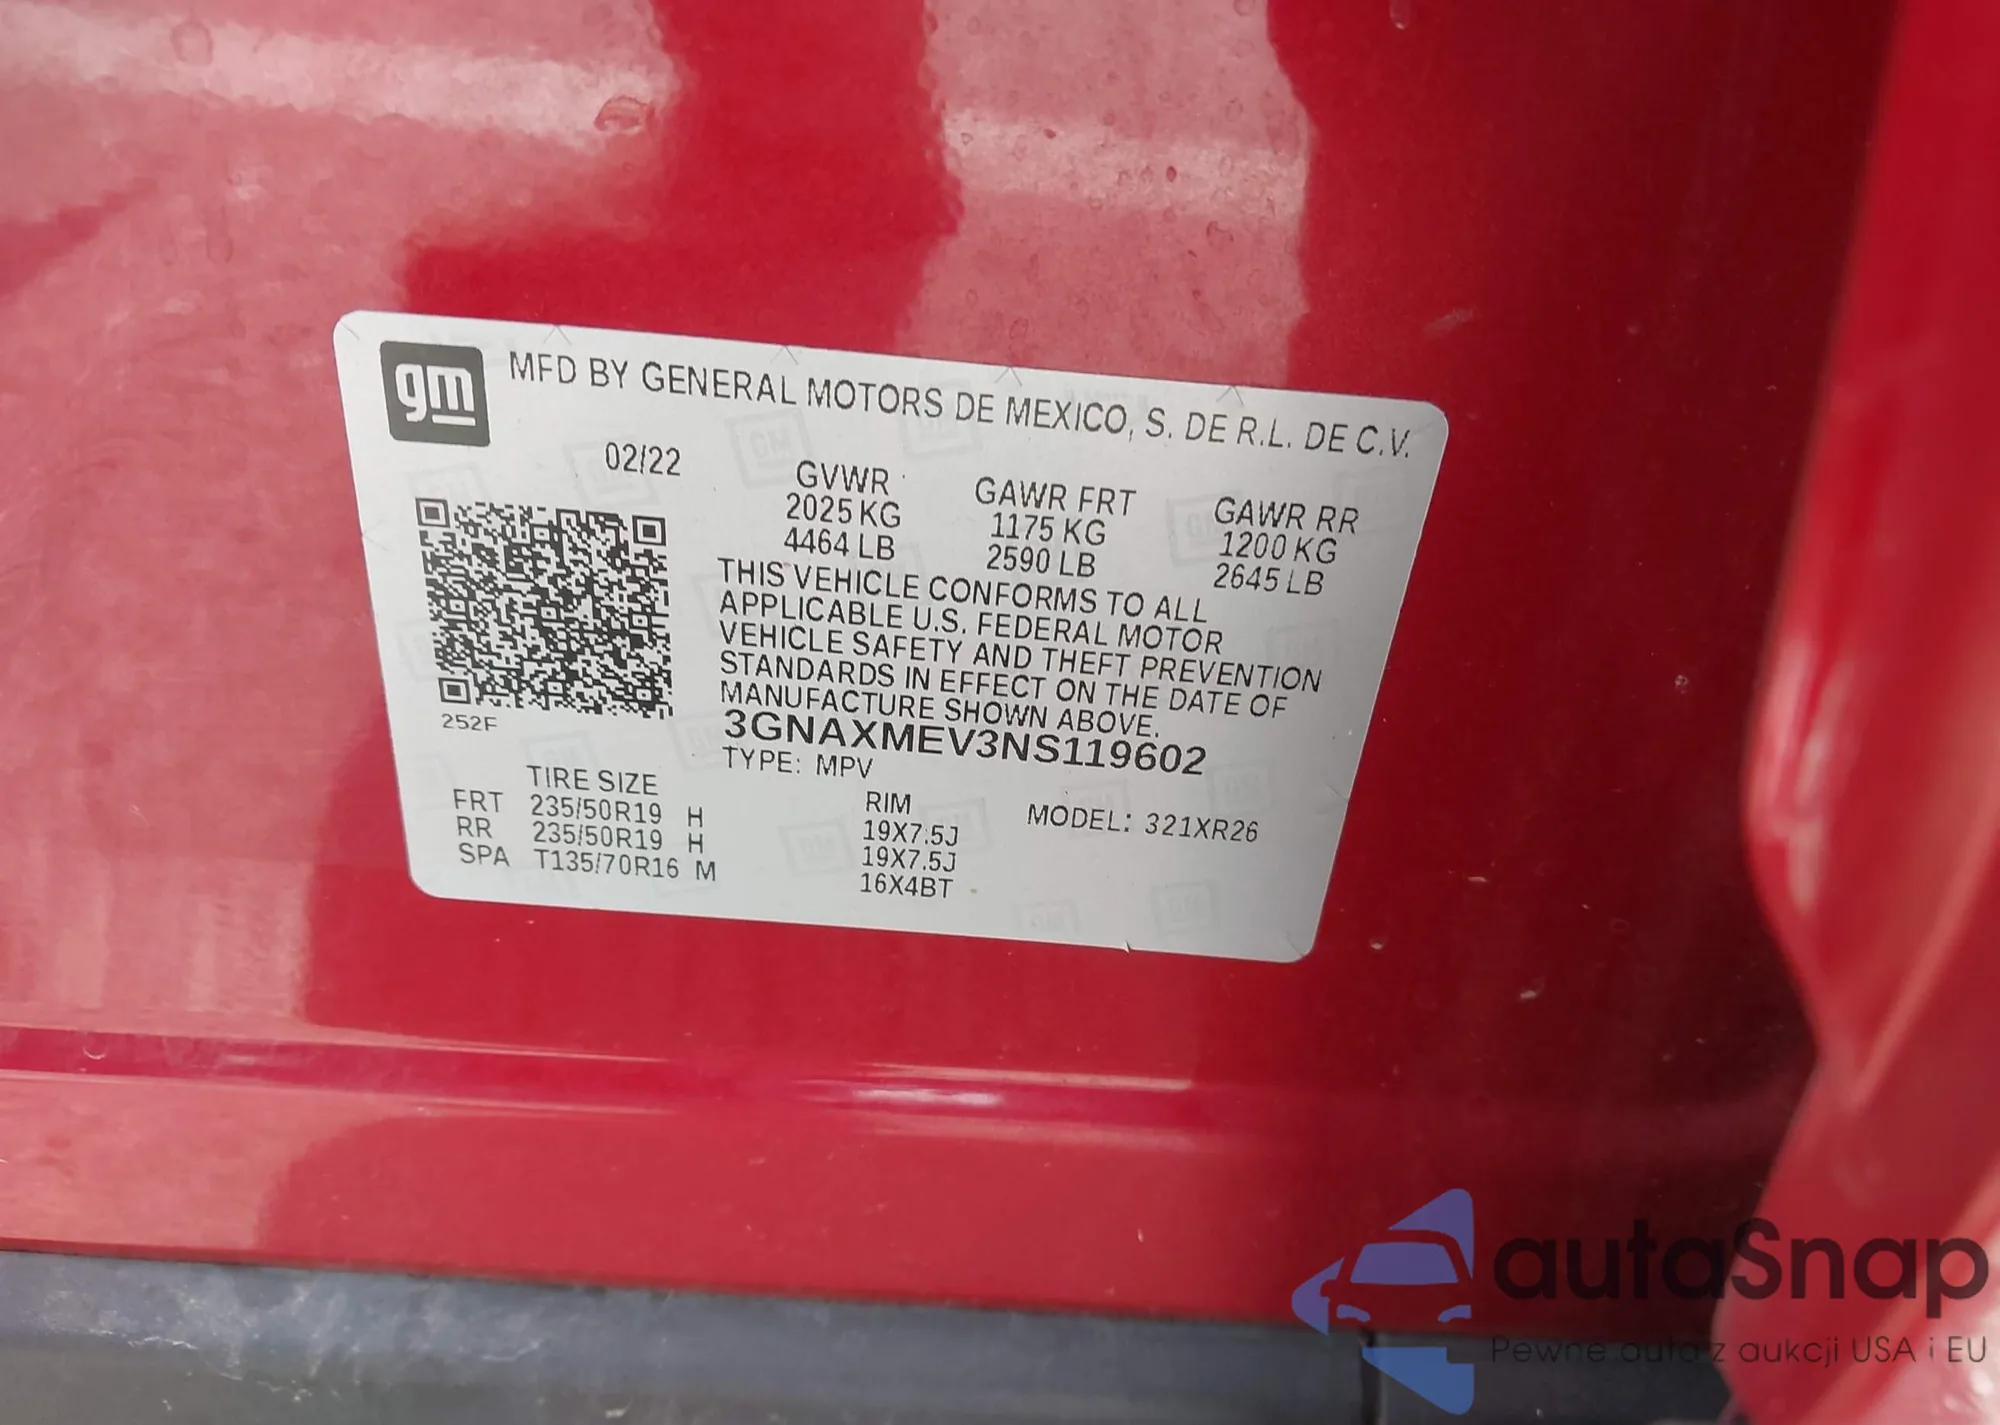 gm MFD BY GENERAL MOTORS DE MEXICO, S. DE R.L. DE C.V.
02/22
GVWR GAWR FRT GAWR RR
2025 KG 1175 KG 1200 KG
4464 LB 2590 LB 2645 LB
THIS VEHICLE CONFORMS TO ALL
APPLICABLE U.S. FEDERAL MOTOR
VEHICLE SAFETY AND THEFT PREVENTION
STANDARDS IN EFFECT ON THE DATE OF
MANUFACTURE SHOWN ABOVE.
252F
3GNAXMEV3NS119602
TYPE: MPV
TIRE SIZE RIM MODEL: 321XR26
FRT 235/50R19 H 19X7.5J
RR 235/50R19 H 19X7.5J
SPA T135/70R16 M 16X4BT
autaSnap
Pewne auta z aukcji USA i EU